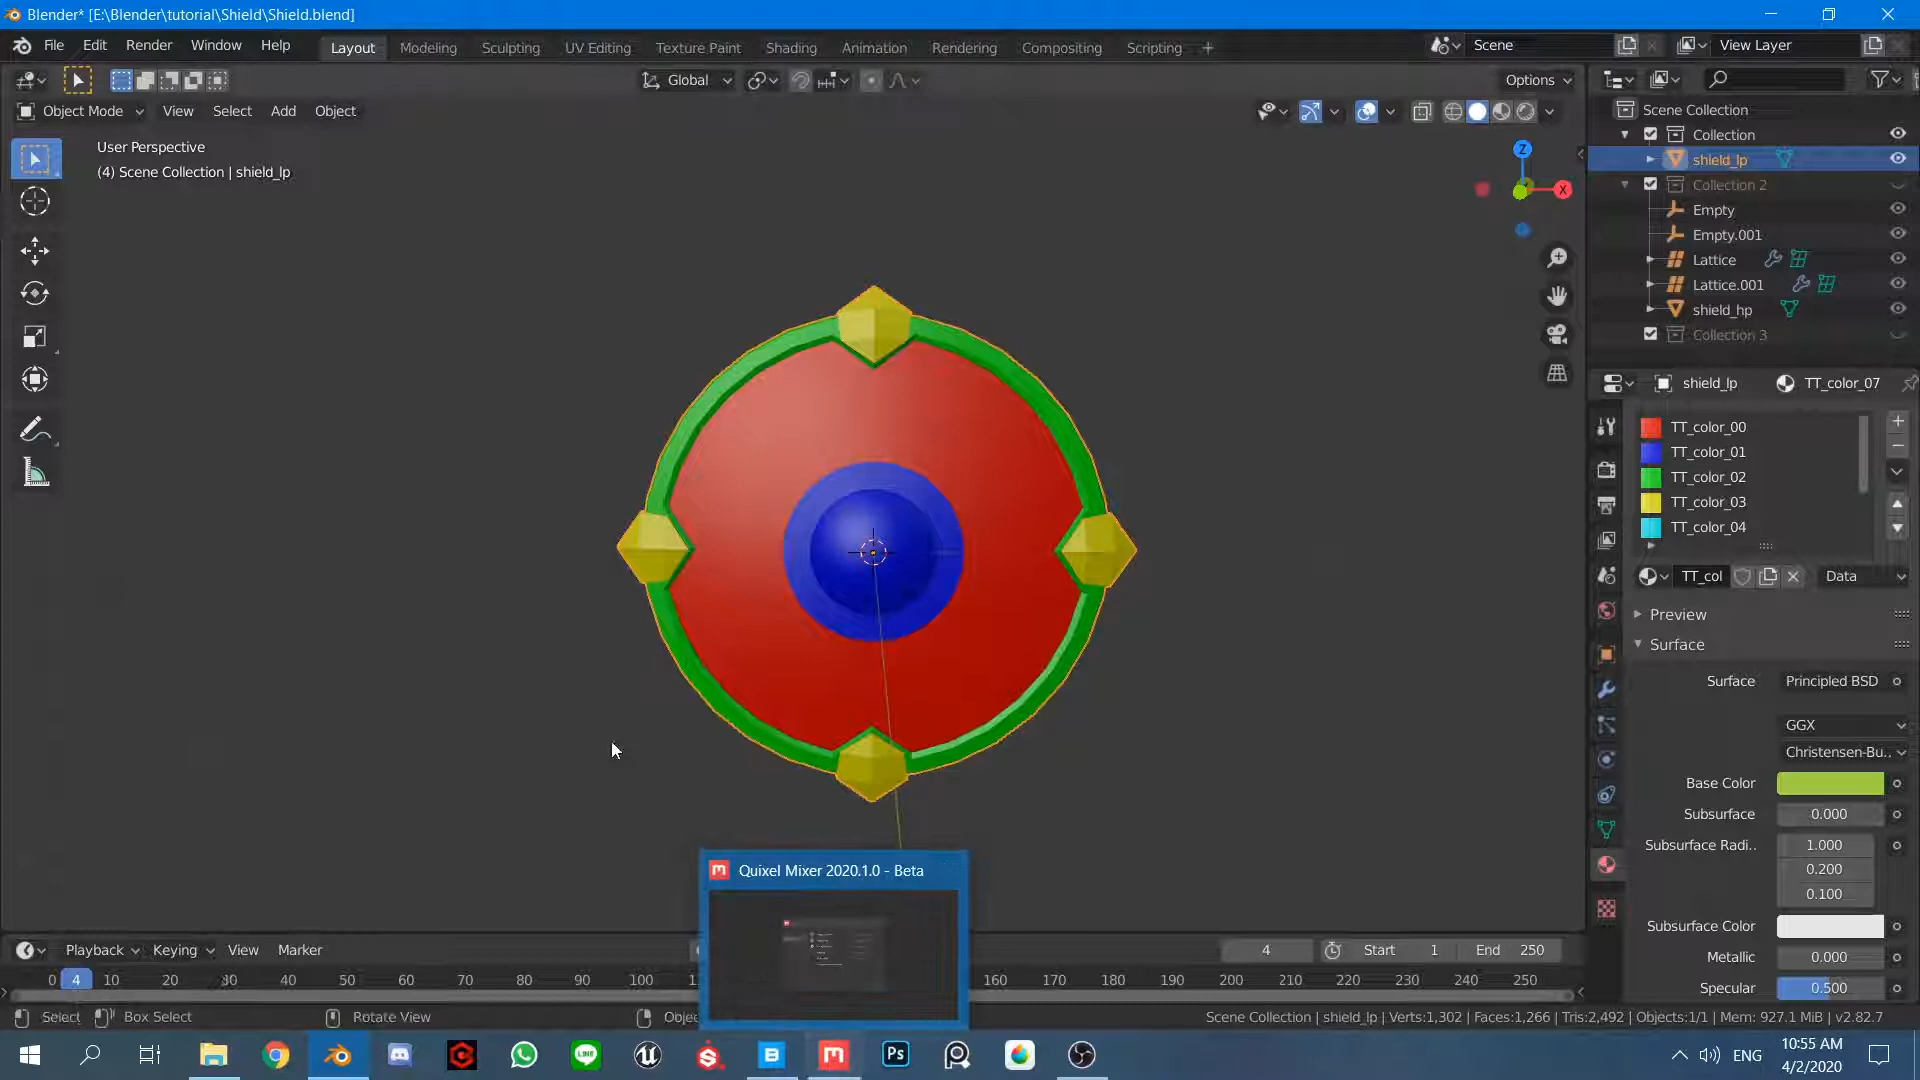 Blender* [E:\Blender\tutorial\Shield\Shield.blend]
File Edit Render Window Help
Layout Modeling Sculpting UV Editing Texture Paint Shading Animation Rendering Compositing Scripting +
Scene
View Layer
Global
Options
Object Mode View Select Add Object
User Perspective
(4) Scene Collection | shield_lp
Z
X
Scene Collection
Collection
shield_lp
Collection 2
Empty
Empty.001
Lattice
Lattice.001
shield_hp
Collection 3
shield_lp TT_color_07
TT_color_00
TT_color_01
TT_color_02
TT_color_03
TT_color_04
TT_col Data
Preview
Surface
Surface Principled BSD
GGX
Christensen-Bu..
Base Color
Subsurface 0.000
Subsurface Radi.. 1.000
0.200
0.100
Subsurface Color
Metallic 0.000
Specular 0.500
Quixel Mixer 2020.1.0 - Beta
Playback Keying View Marker
4 Start 1 End 250
0 4 10 20 30 40 50 60 70 80 90 100 160 170 180 190 200 210 220 230 240 250
Select Box Select Rotate View
Scene Collection | shield_lp | Verts:1,302 | Faces:1,266 | Tris:2,492 | Objects:1/1 | Mem: 927.1 MiB | v2.82.7
LINE
B
Ps
ENG
10:55 AM
4/2/2020